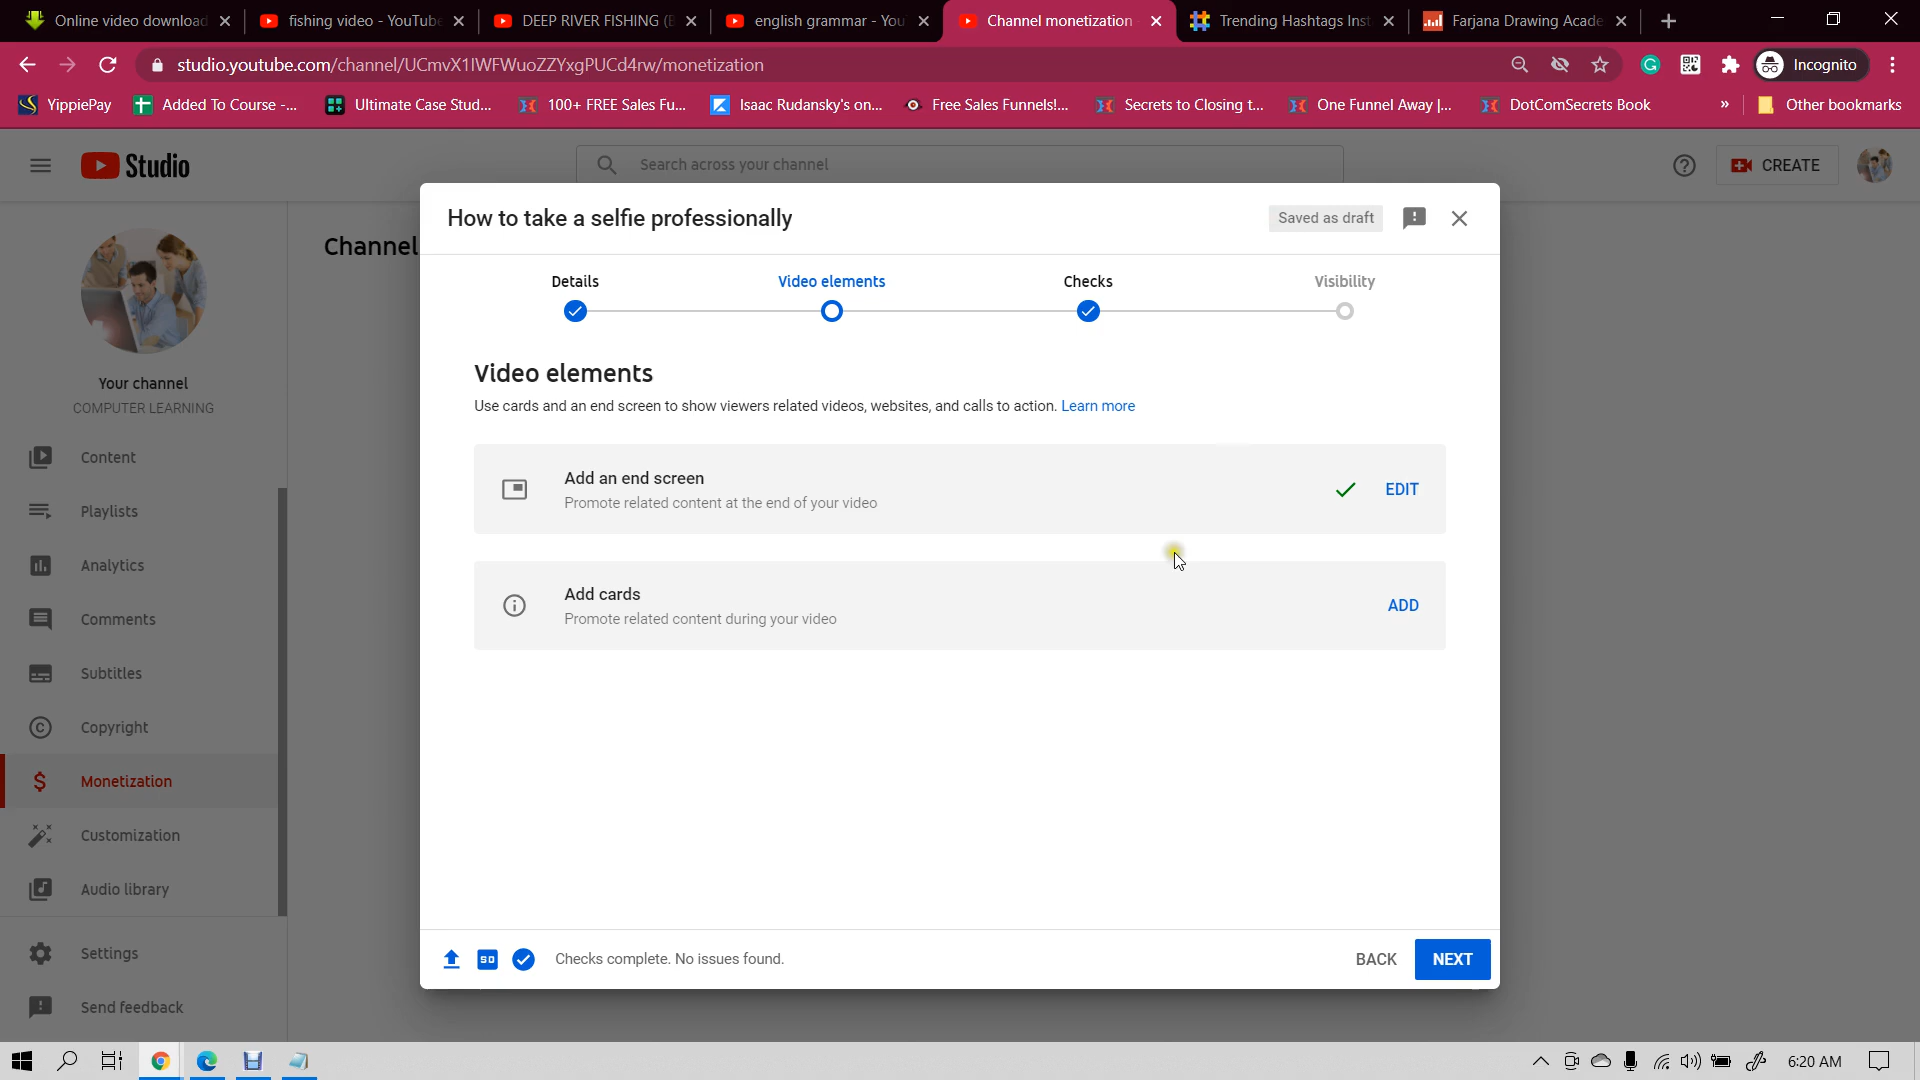 Online video download
fishing video - YouTube
DEEP RIVER FISHING (
english grammar - You
Channel monetization
Trending Hashtags Inst
Farjana Drawing Acade
studio.youtube.com/channel/UCmvX1IWFWuoZZYxgPUCd4rw/monetization
Incognito
YippiePay
Added To Course -...
Ultimate Case Stud...
100+ FREE Sales Fu...
Isaac Rudansky's on...
Free Sales Funnels!...
Secrets to Closing t...
One Funnel Away |...
DotComSecrets Book
»
Other bookmarks
Studio
Search across your channel
CREATE
Channel
Your channel
COMPUTER LEARNING
Content
Playlists
Analytics
Comments
Subtitles
Copyright
Monetization
Customization
Audio library
Settings
Send feedback
How to take a selfie professionally
Saved as draft
Details
Video elements
Checks
Visibility
Video elements
Use cards and an end screen to show viewers related videos, websites, and calls to action. Learn more
Add an end screen
Promote related content at the end of your video
EDIT
Add cards
Promote related content during your video
ADD
SD
Checks complete. No issues found.
BACK
NEXT
6:20 AM